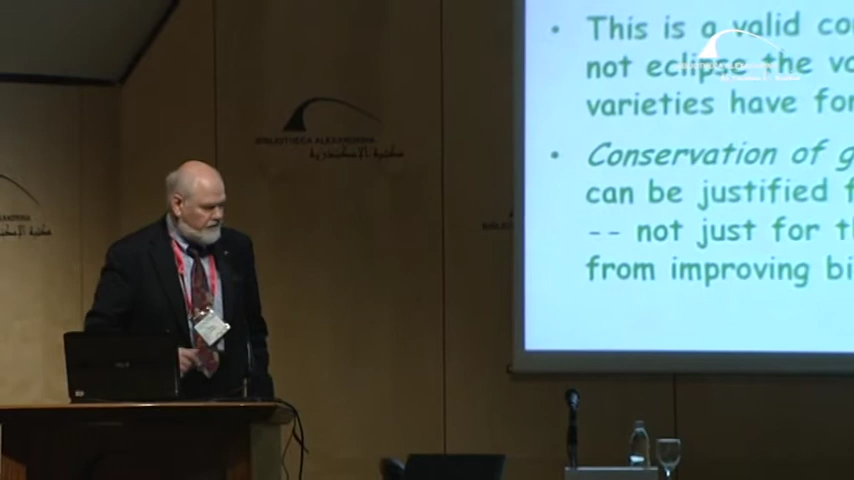 BIBLIOTHECA ALEXANDRINA
مكتبة الإسكندرية
• This is a valid co
not eclipse the va
varieties have for
• Conservation of g
can be justified f
-- not just for th
from improving bi